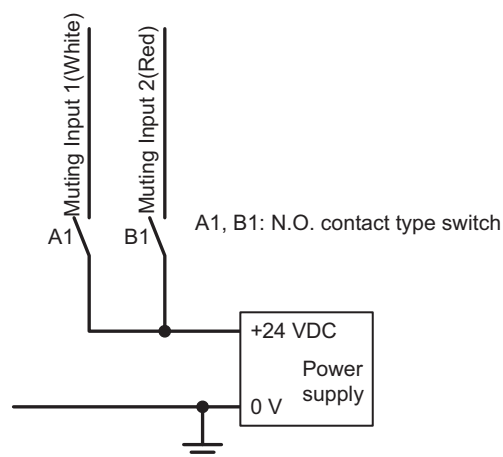 Muting Input 1(White)
Muting Input 2(Red)
A1
B1
A1, B1: N.O. contact type switch
+24 VDC
Power
supply
0 V